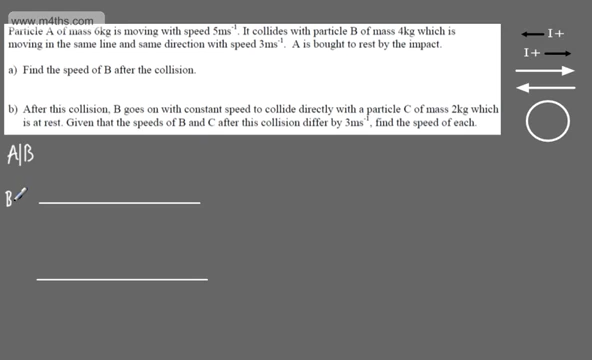 www.m4ths.com
Particle A of mass 6kg is moving with speed 5ms⁻¹. It collides with particle B of mass 4kg which is
moving in the same line and same direction with speed 3ms⁻¹. A is bought to rest by the impact.
a) Find the speed of B after the collision.
b) After this collision, B goes on with constant speed to collide directly with a particle C of mass 2kg which
is at rest. Given that the speeds of B and C after this collision differ by 3ms⁻¹, find the speed of each.
I+
I+
A|B
B